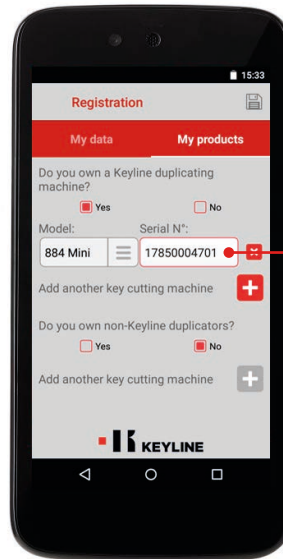 15:33
Registration
My data My products
Do you own a Keyline duplicating
machine?
Yes No
Model: Serial N°:
884 Mini 17850004701
Add another key cutting machine
Do you own non-Keyline duplicators?
Yes No
Add another key cutting machine
KEYLINE